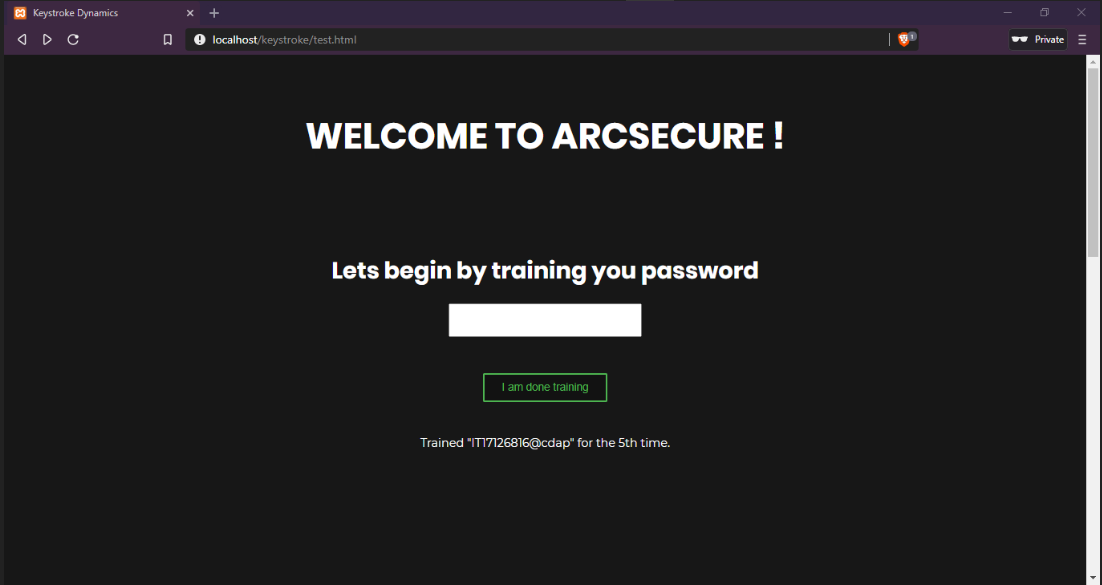 Keystroke Dynamics
localhost/keystroke/test.html
1
Private
WELCOME TO ARCSECURE !
Lets begin by training you password
I am done training
Trained "IT17126816@cdap" for the 5th time.